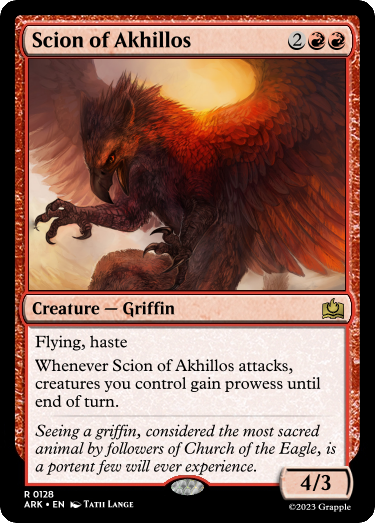 Scion of Akhillos 2
Creature — Griffin
Flying, haste
Whenever Scion of Akhillos attacks,
creatures you control gain prowess until
end of turn.
Seeing a griffin, considered the most sacred
animal by followers of Church of the Eagle, is
a portent few will ever experience.
4/3
R 0128
ARK • EN Tatii Lange
©2023 Grapple